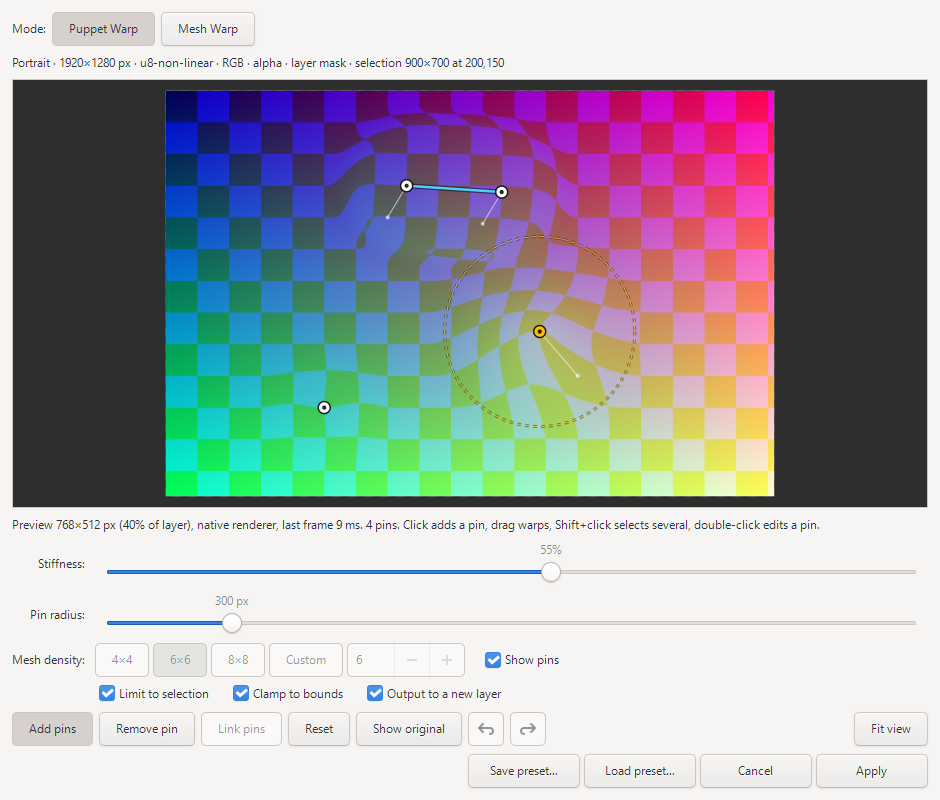 Mode: Puppet Warp Mesh Warp
Portrait · 1920×1280 px · u8-non-linear · RGB · alpha · layer mask · selection 900×700 at 200,150
Preview 768×512 px (40% of layer), native renderer, last frame 9 ms. 4 pins. Click adds a pin, drag warps, Shift+click selects several, double-click edits a pin.
55%
Stiffness:
300 px
Pin radius:
Mesh density: 4×4 6×6 8×8 Custom 6 − + Show pins
Limit to selection Clamp to bounds Output to a new layer
Add pins Remove pin Link pins Reset Show original Fit view
Save preset... Load preset... Cancel Apply